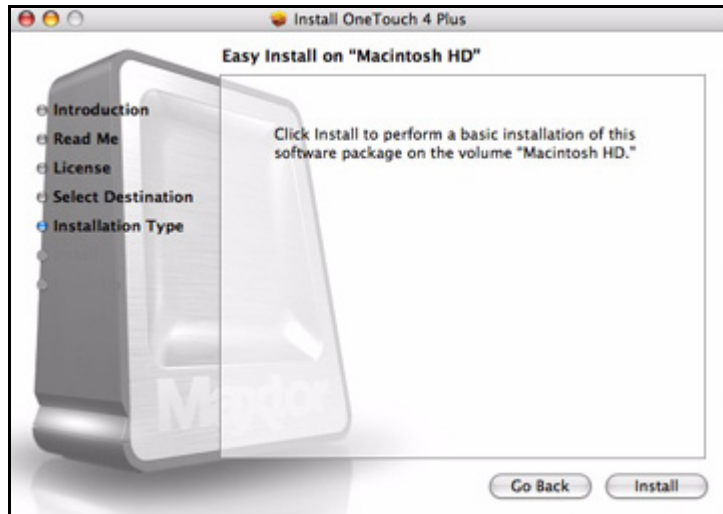 Install OneTouch 4 Plus
Easy Install on "Macintosh HD"
Introduction
Read Me
License
Select Destination
Installation Type
Click Install to perform a basic installation of this
software package on the volume "Macintosh HD."
Maxtor
Go Back
Install